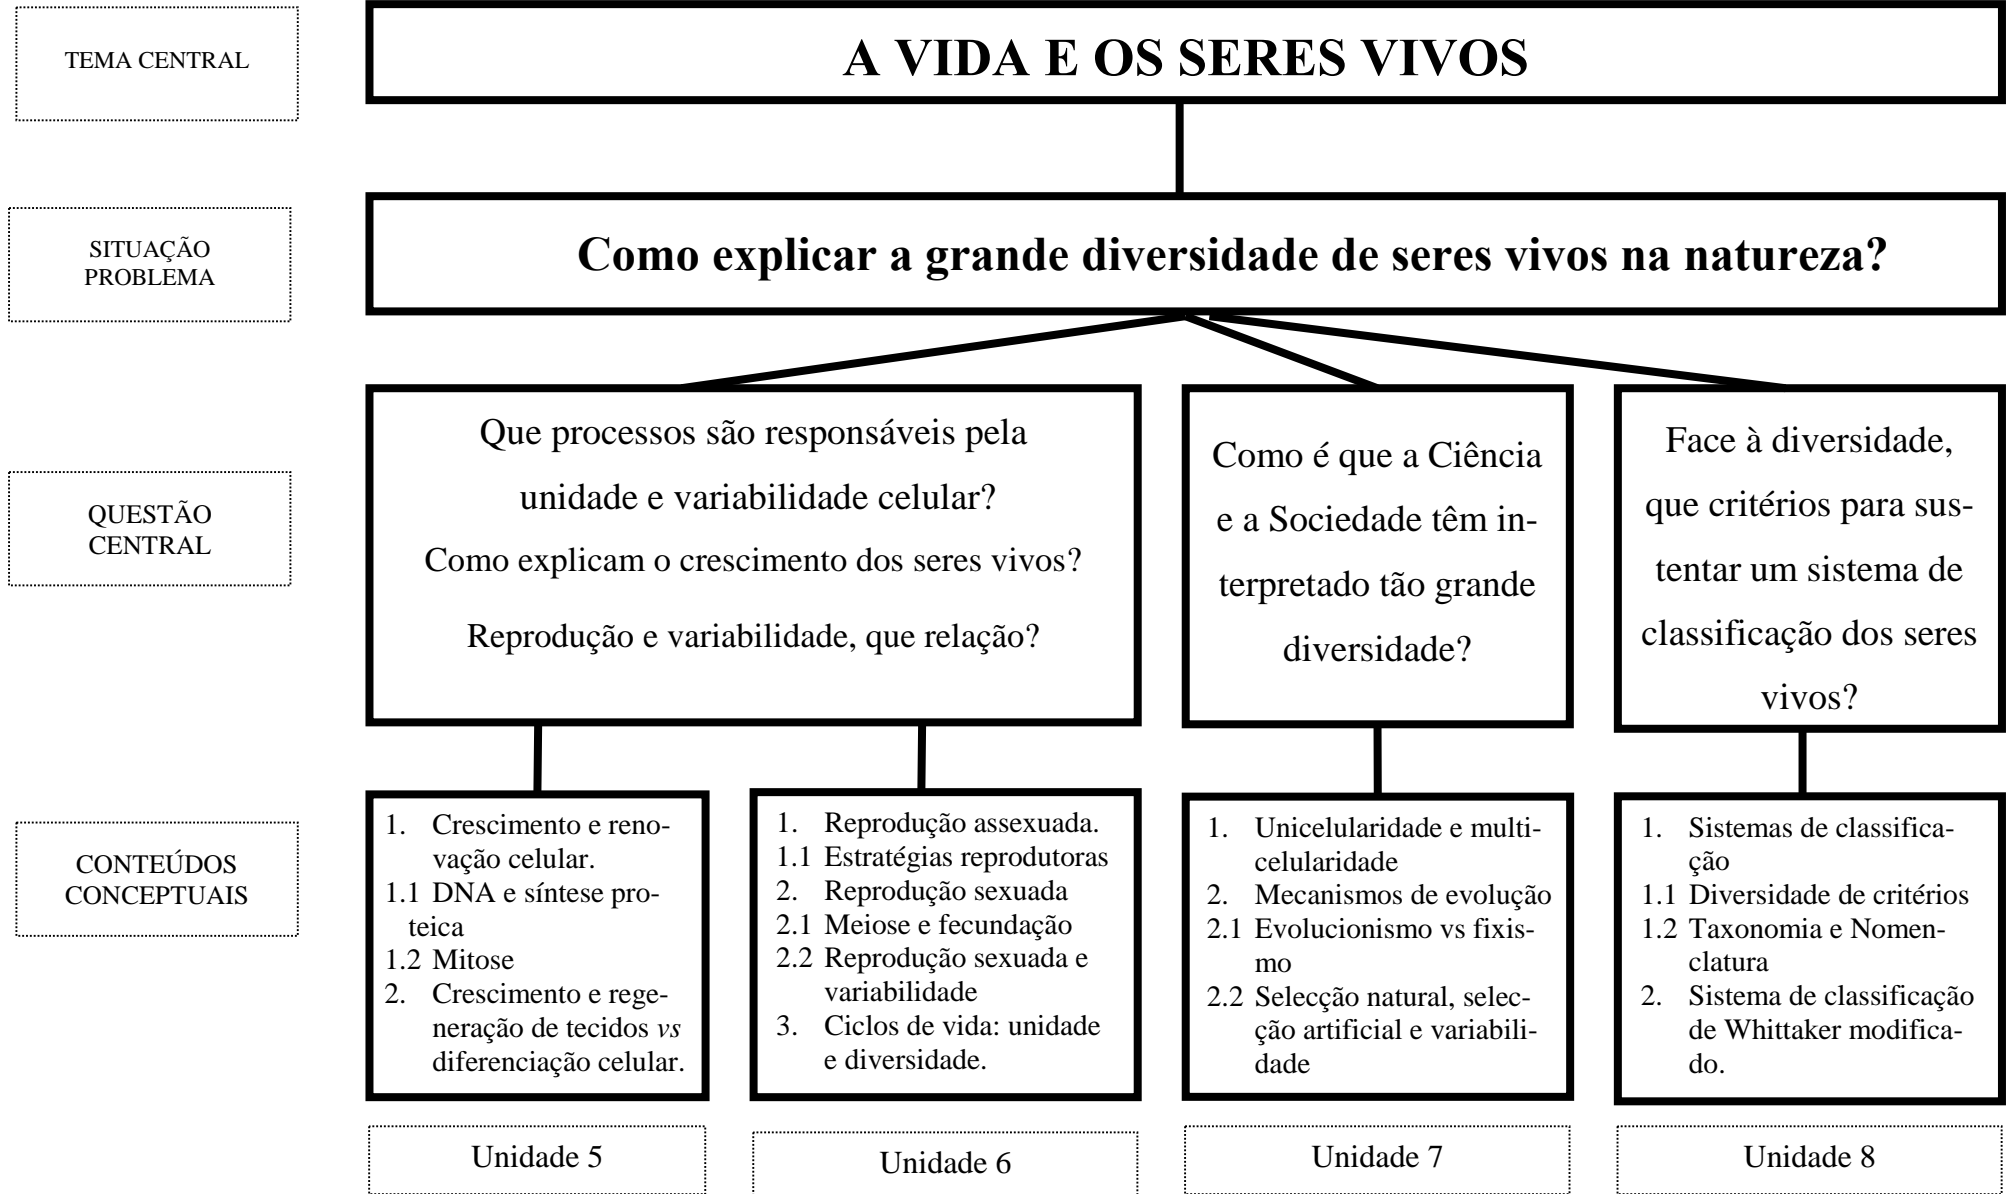 TEMA CENTRAL
A VIDA E OS SERES VIVOS
SITUAÇÃO
PROBLEMA
Como explicar a grande diversidade de seres vivos na natureza?
QUESTÃO
CENTRAL
Que processos são responsáveis pela
unidade e variabilidade celular?
Como explicam o crescimento dos seres vivos?
Reprodução e variabilidade, que relação?
Como é que a Ciência
e a Sociedade têm in-
terpretado tão grande
diversidade?
Face à diversidade,
que critérios para sus-
tentar um sistema de
classificação dos seres
vivos?
CONTEÚDOS
CONCEPTUAIS
1. Crescimento e reno-
vação celular.
1.1 DNA e síntese pro-
teica
1.2 Mitose
2. Crescimento e rege-
neração de tecidos vs
diferenciação celular.
1. Reprodução assexuada.
1.1 Estratégias reprodutoras
2. Reprodução sexuada
2.1 Meiose e fecundação
2.2 Reprodução sexuada e
variabilidade
3. Ciclos de vida: unidade
e diversidade.
1. Unicelularidade e multi-
celularidade
2. Mecanismos de evolução
2.1 Evolucionismo vs fixis-
mo
2.2 Selecção natural, selec-
ção artificial e variabili-
dade
1. Sistemas de classifica-
ção
1.1 Diversidade de critérios
1.2 Taxonomia e Nomen-
clatura
2. Sistema de classificação
de Whittaker modifica-
do.
Unidade 5
Unidade 6
Unidade 7
Unidade 8